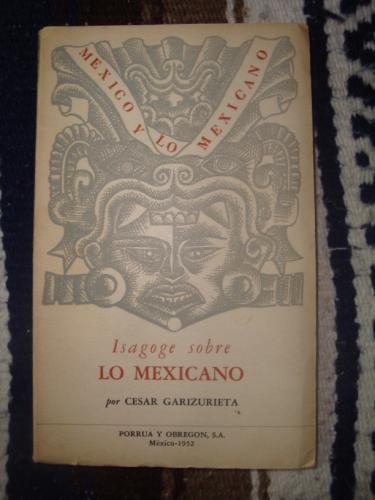 MEXICO Y LO MEXICANO
Isagoge sobre
LO MEXICANO
por CESAR GARIZURIETA
PORRUA Y OBREGON, S.A.
México-1952